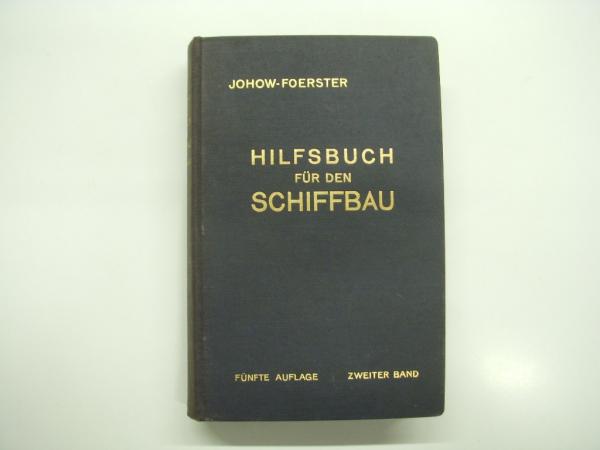 JOHOW-FOERSTER
HILFSBUCH
FÜR DEN
SCHIFFBAU
FÜNFTE AUFLAGE ZWEITER BAND